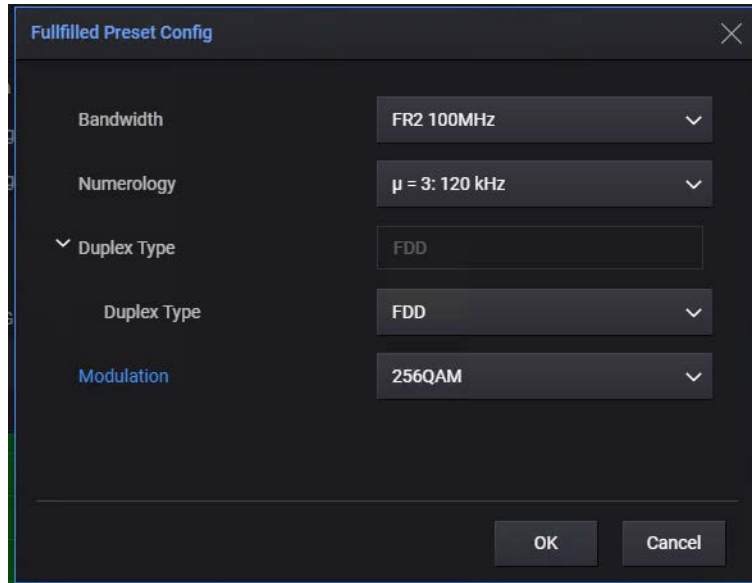 Fullfilled Preset Config
Bandwidth FR2 100MHz
Numerology μ = 3: 120 kHz
Duplex Type FDD
Duplex Type FDD
Modulation 256QAM
OK Cancel